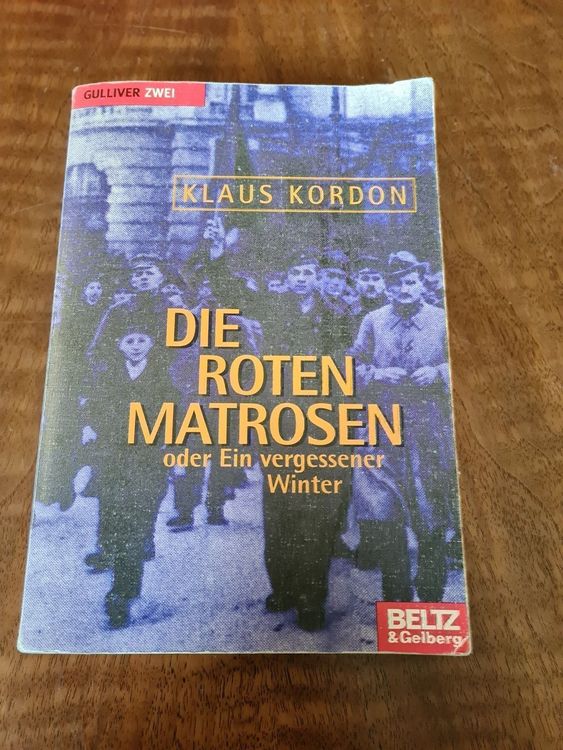 GULLIVER ZWEI
KLAUS KORDON
DIE
ROTEN
MATROSEN
oder Ein vergessener
Winter
BELTZ
&Gelberg